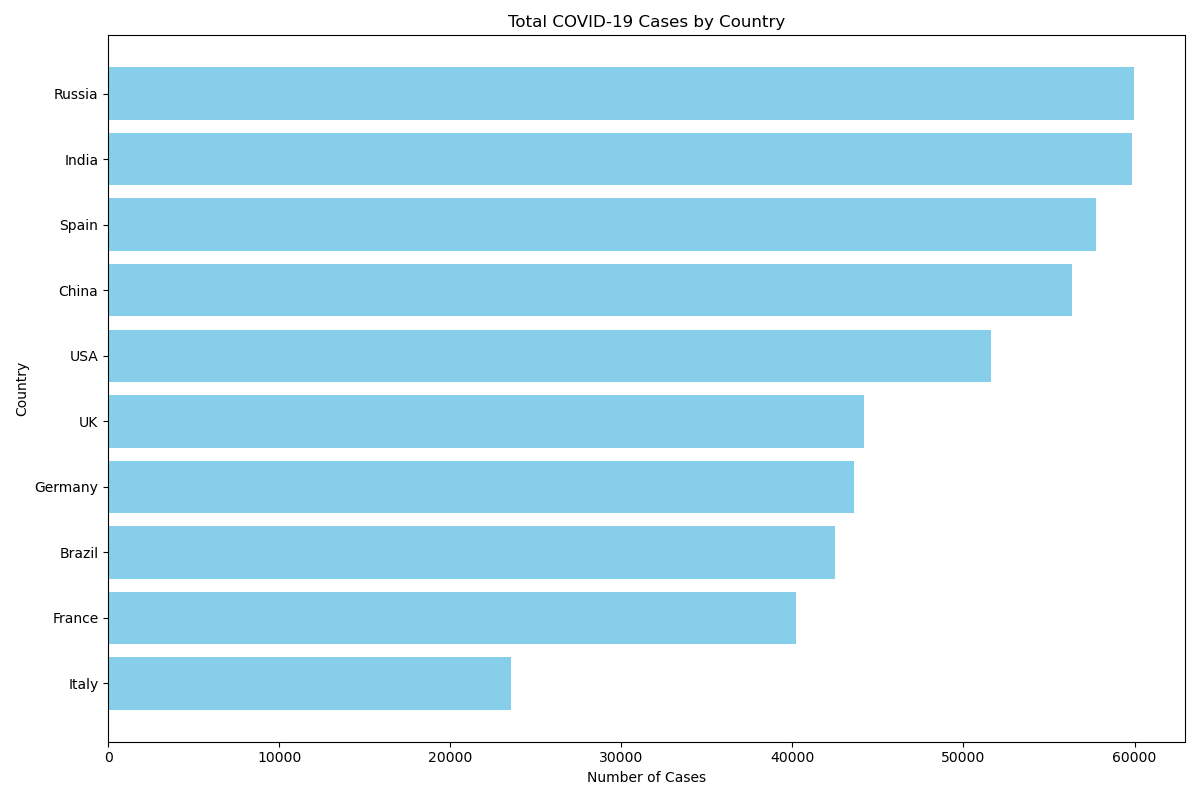 Total COVID-19 Cases by Country
Country
Russia
India
Spain
China
USA
UK
Germany
Brazil
France
Italy
0 10000 20000 30000 40000 50000 60000
Number of Cases